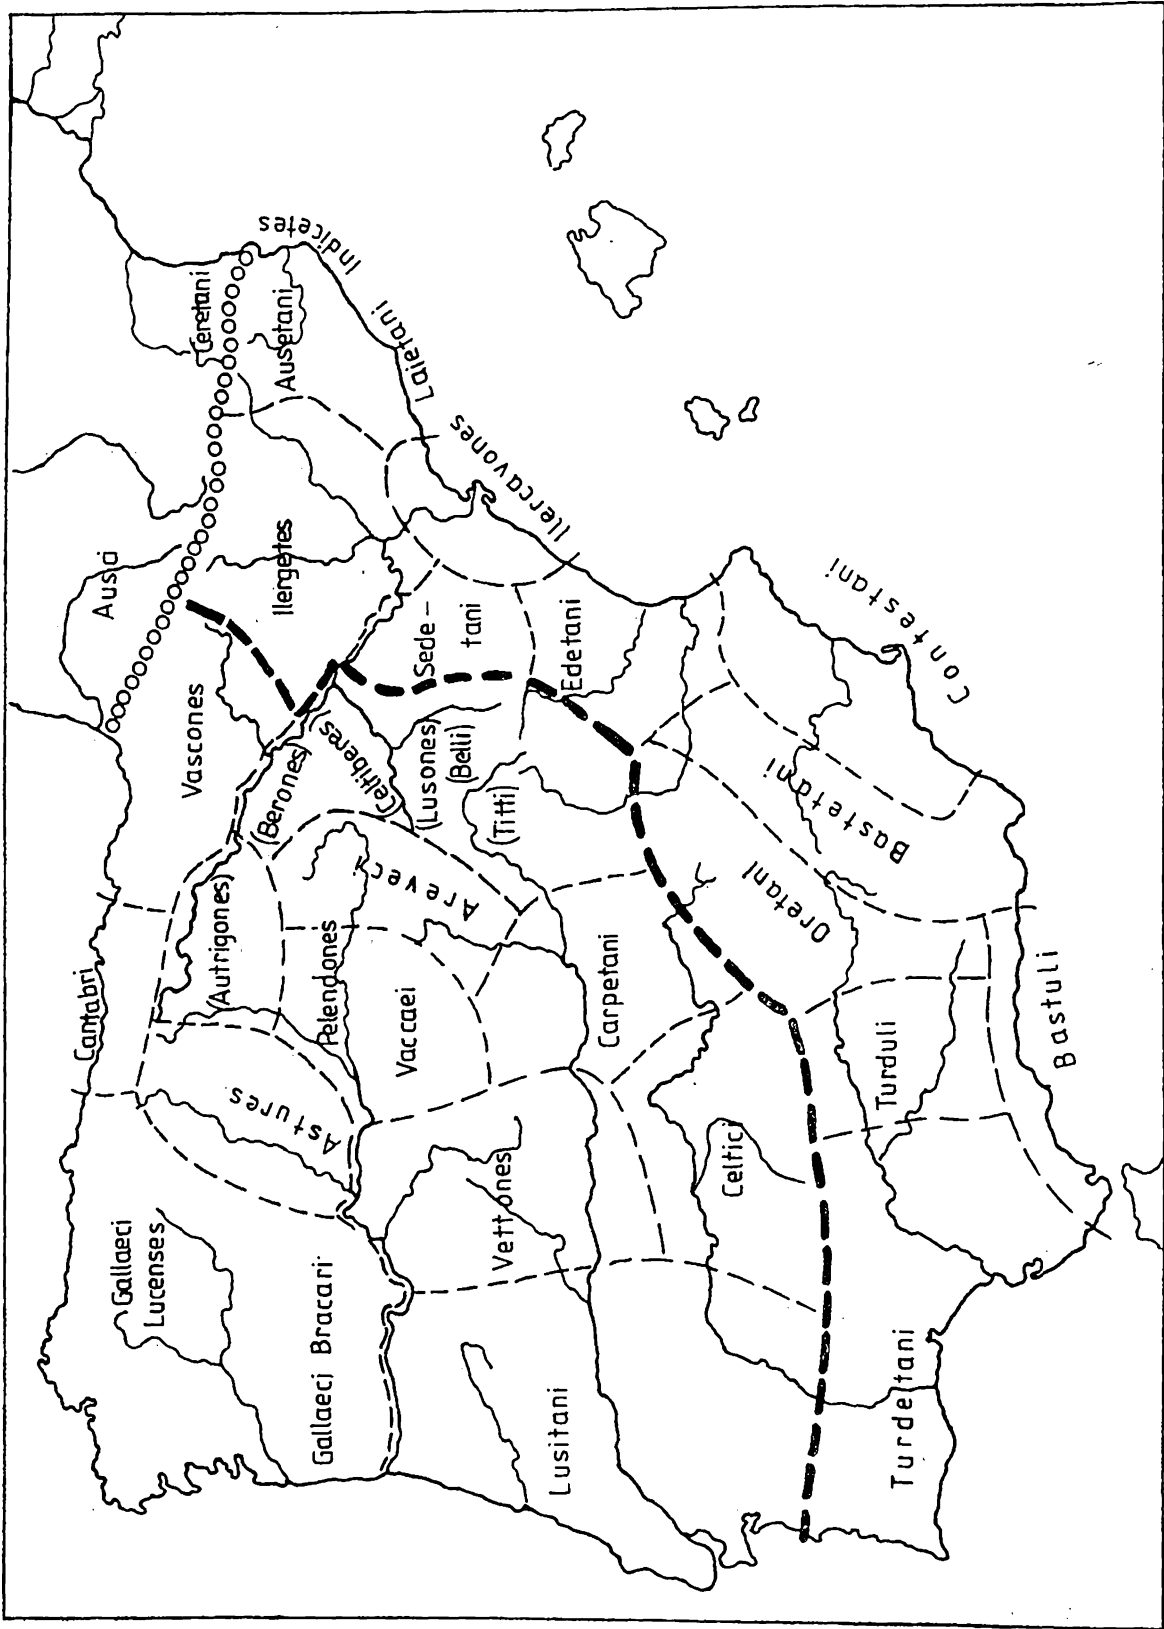 Gallaeci
Lucenses
Gallaeci Bracari
Astures
Cantabri
(Autrigones)
Pelendones
Vaccaei
Arevaci
(Berones)
Vascones
(Celtiberes)
(Lusones)
(Belli)
(Titti)
Ausci
Ilergetes
Ceretani
Ausetani
Indicetes
Laietani
Ilercavones
Sede-
tani
Edetani
Contestani
Bastetani
Oretani
Carpetani
Vettones
Lusitani
Celtici
Turduli
Turdetani
Bastuli